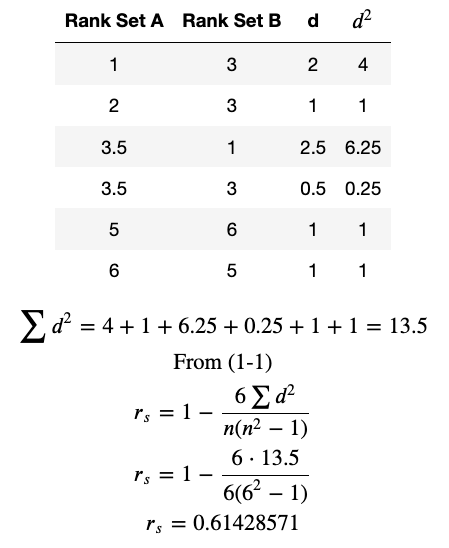 Rank Set A Rank Set B d d²
1 3 2 4
2 3 1 1
3.5 1 2.5 6.25
3.5 3 0.5 0.25
5 6 1 1
6 5 1 1
∑ d² = 4 + 1 + 6.25 + 0.25 + 1 + 1 = 13.5
From (1-1)
rₛ = 1 − 6 ∑ d² / n(n² − 1)
rₛ = 1 − 6 · 13.5 / 6(6² − 1)
rₛ = 0.61428571